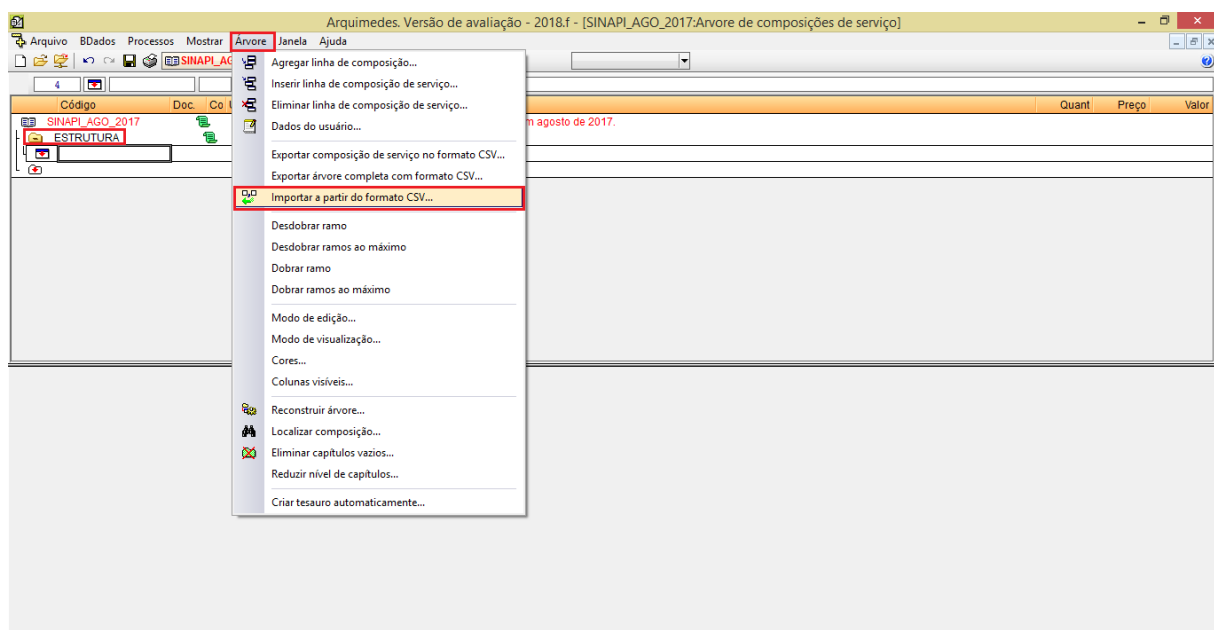 Arquimedes. Versão de avaliação - 2018.f - [SINAPI_AGO_2017:Arvore de composições de serviço]
Arquivo BDados Processos Mostrar Árvore Janela Ajuda
SINAPI_AG
4
Código Doc. Co U Quant Preço Valor
SINAPI_AGO_2017 m agosto de 2017.
ESTRUTURA
Agregar linha de composição...
Inserir linha de composição de serviço...
Eliminar linha de composição de serviço...
Dados do usuário...
Exportar composição de serviço no formato CSV...
Exportar árvore completa com formato CSV...
Importar a partir do formato CSV...
Desdobrar ramo
Desdobrar ramos ao máximo
Dobrar ramo
Dobrar ramos ao máximo
Modo de edição...
Modo de visualização...
Cores...
Colunas visíveis...
Reconstruir árvore...
Localizar composição...
Eliminar capítulos vazios...
Reduzir nível de capítulos...
Criar tesauro automaticamente...